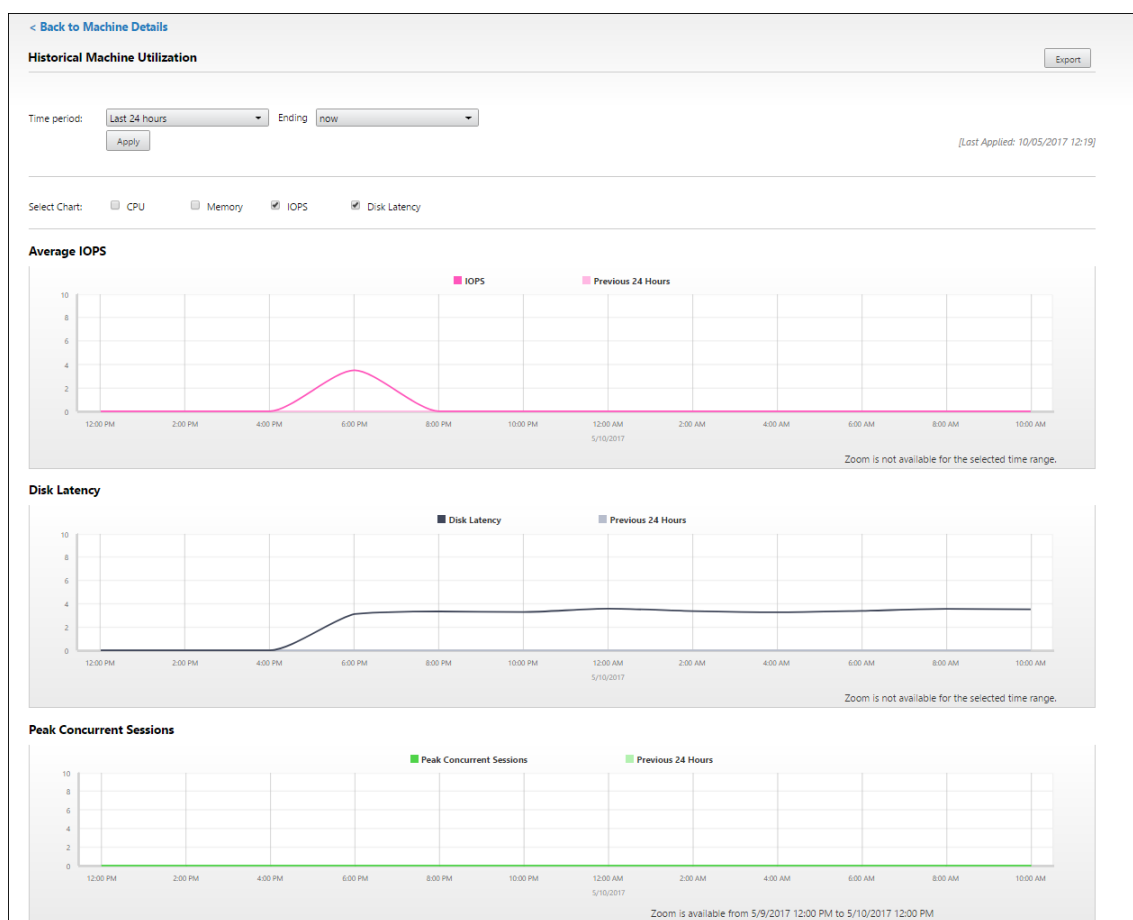 < Back to Machine Details
Historical Machine Utilization
Export
Time period: Last 24 hours Ending now
Apply
[Last Applied: 10/05/2017 12:19]
Select Chart: CPU Memory IOPS Disk Latency
Average IOPS
IOPS Previous 24 Hours
10
8
6
4
2
0
12:00 PM 2:00 PM 4:00 PM 6:00 PM 8:00 PM 10:00 PM 12:00 AM 2:00 AM 4:00 AM 6:00 AM 8:00 AM 10:00 AM
5/10/2017
Zoom is not available for the selected time range.
Disk Latency
Disk Latency Previous 24 Hours
10
8
6
4
2
0
12:00 PM 2:00 PM 4:00 PM 6:00 PM 8:00 PM 10:00 PM 12:00 AM 2:00 AM 4:00 AM 6:00 AM 8:00 AM 10:00 AM
5/10/2017
Zoom is not available for the selected time range.
Peak Concurrent Sessions
Peak Concurrent Sessions Previous 24 Hours
10
8
6
4
2
0
12:00 PM 2:00 PM 4:00 PM 6:00 PM 8:00 PM 10:00 PM 12:00 AM 2:00 AM 4:00 AM 6:00 AM 8:00 AM 10:00 AM
5/10/2017
Zoom is available from 5/9/2017 12:00 PM to 5/10/2017 12:00 PM